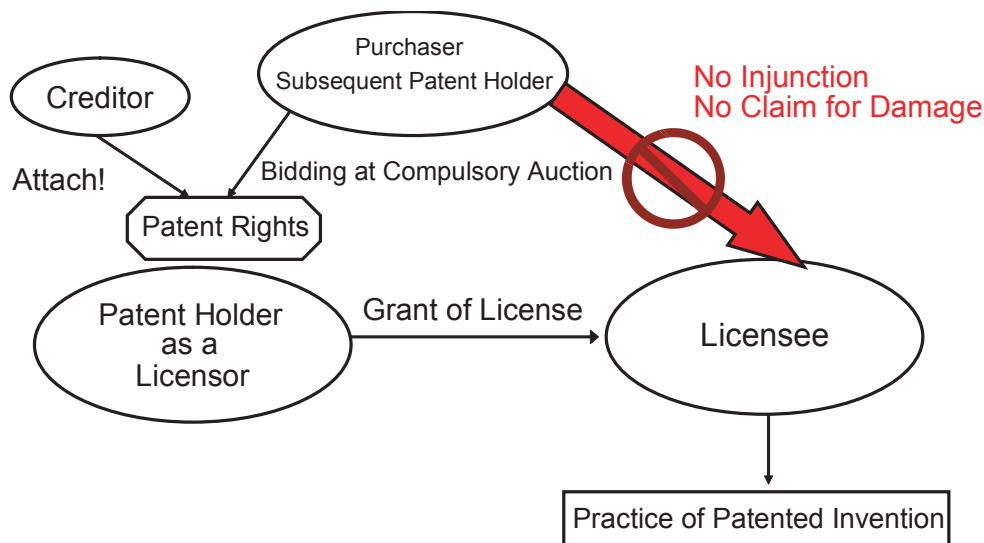 Purchaser
Subsequent Patent Holder
No Injunction
No Claim for Damage
Creditor
Attach!
Bidding at Compulsory Auction
Patent Rights
Patent Holder
as a
Licensor
Grant of License
Licensee
Practice of Patented Invention